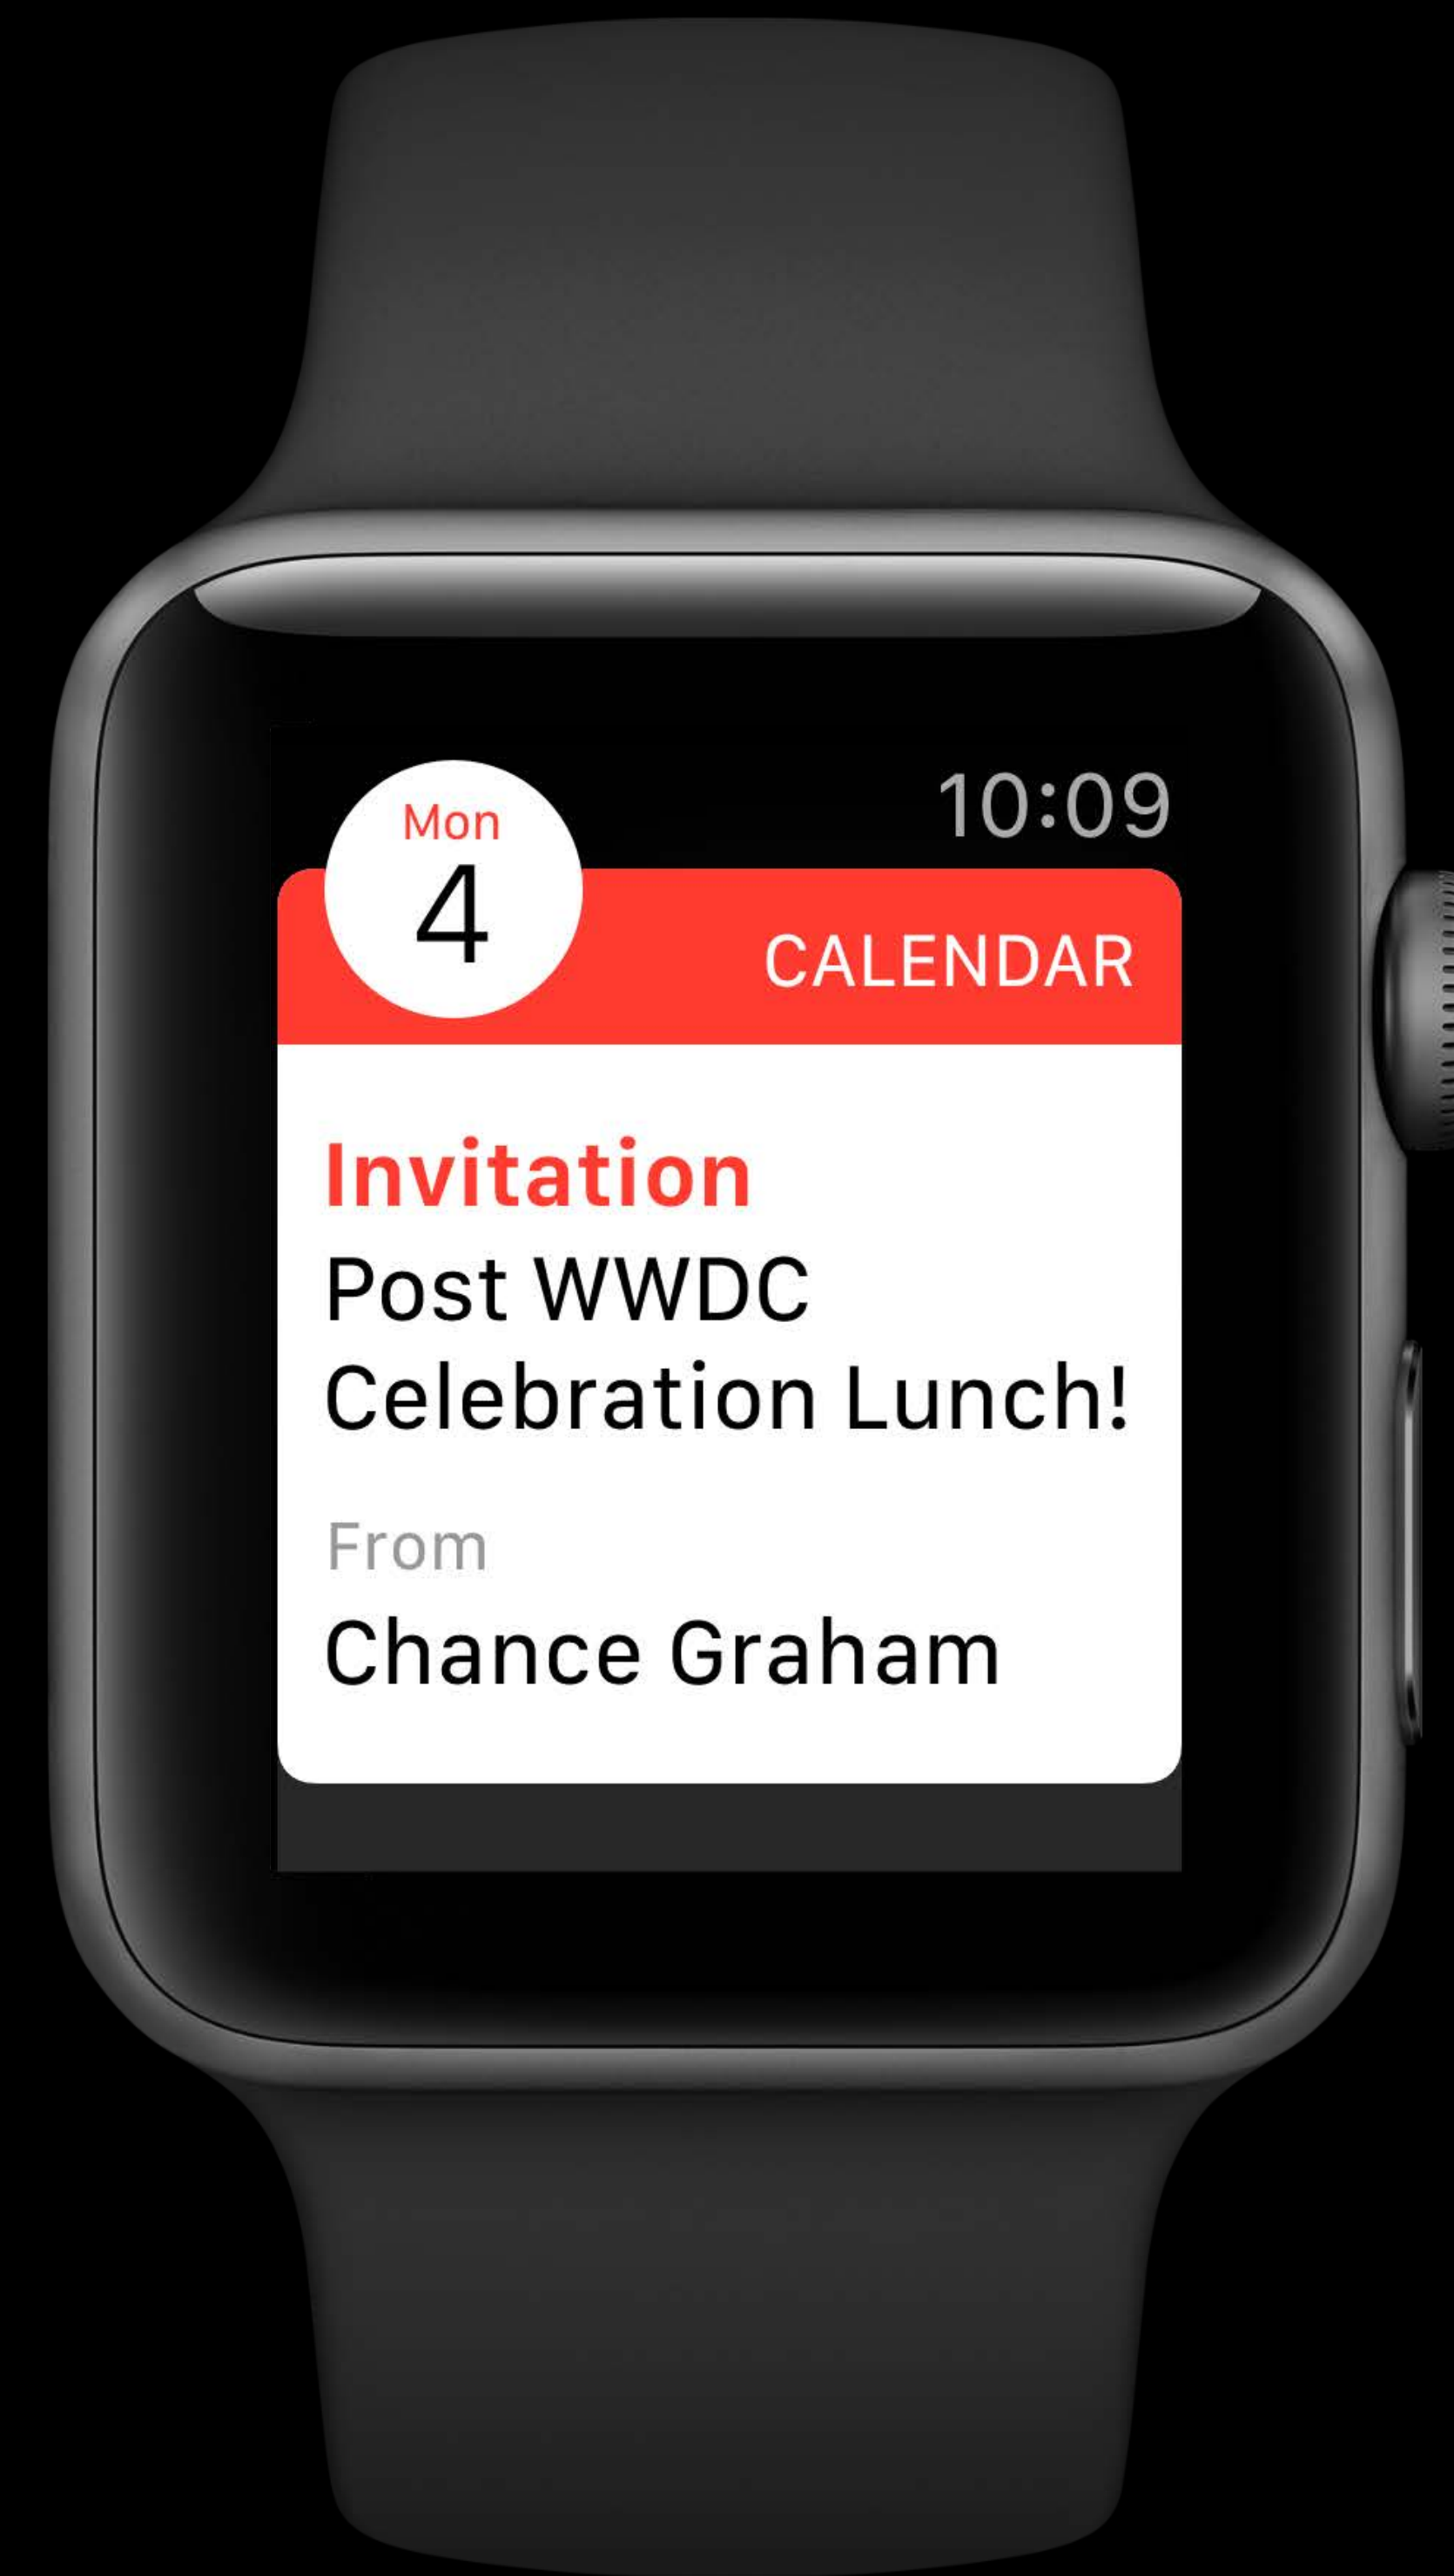 Mon
4
10:09
CALENDAR
Invitation
Post WWDC
Celebration Lunch!
From
Chance Graham